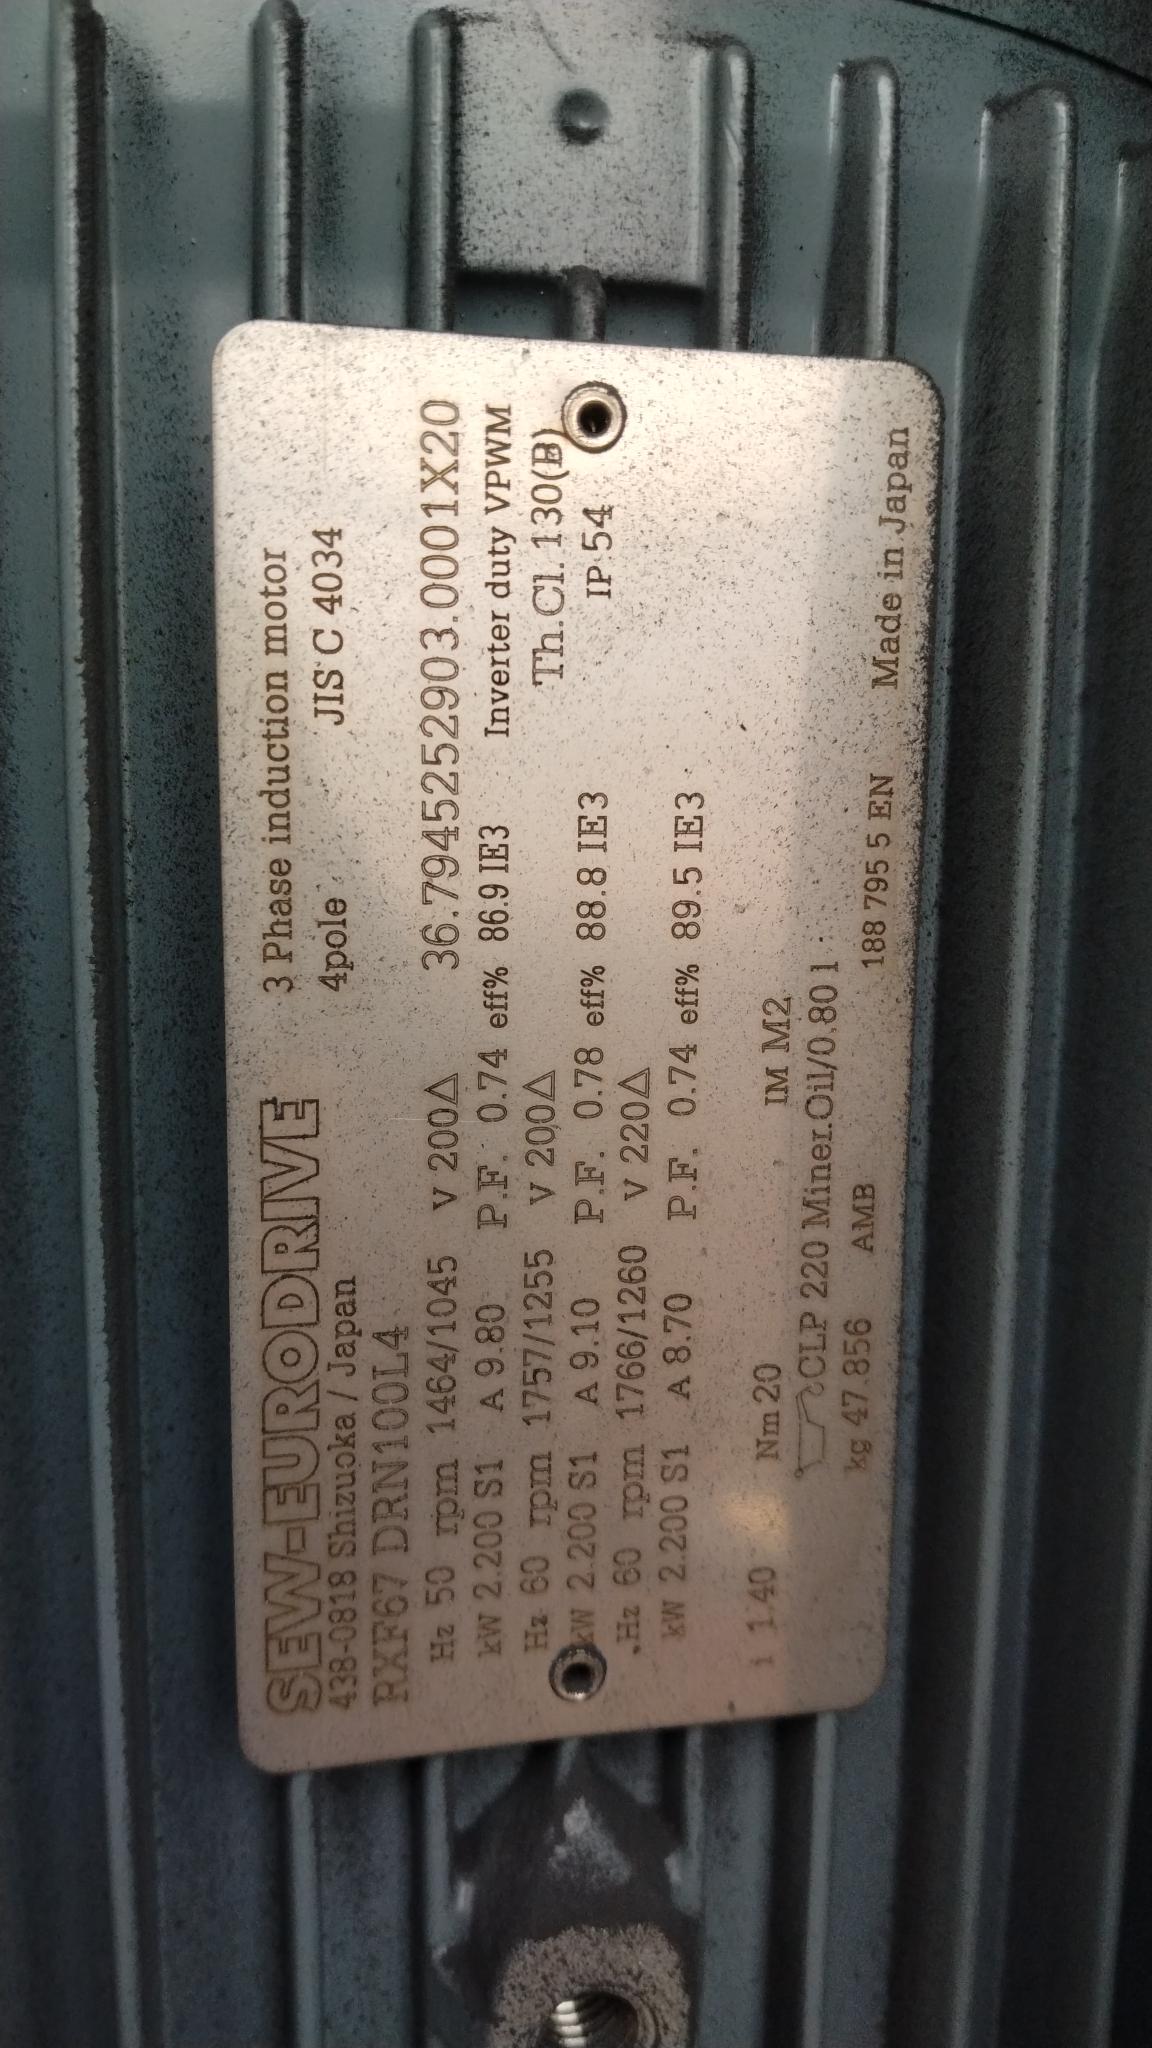 SEW-EURODRIVE 3 Phase induction motor
438-0818 Shizuoka / Japan 4pole JIS C 4034
RXF67 DRN100L4
Hz 50 rpm 1464/1045 V 200△ 36.7945252903.0001X20
kW 2.200 S1 A 9.80 P.F. 0.74 eff% 86.9 IE3 Inverter duty VPWM
Hz 60 rpm 1757/1255 V 200△ Th.Cl. 130(B)
kW 2.200 S1 A 9.10 P.F. 0.78 eff% 88.8 IE3 IP 54
Hz 60 rpm 1766/1260 V 220△
kW 2.200 S1 A 8.70 P.F. 0.74 eff% 89.5 IE3
i 1.40 Nm 20 IM M2
CLP 220 Miner.Oil/0.80 l
kg 47.856 AMB 188 795 5 EN Made in Japan